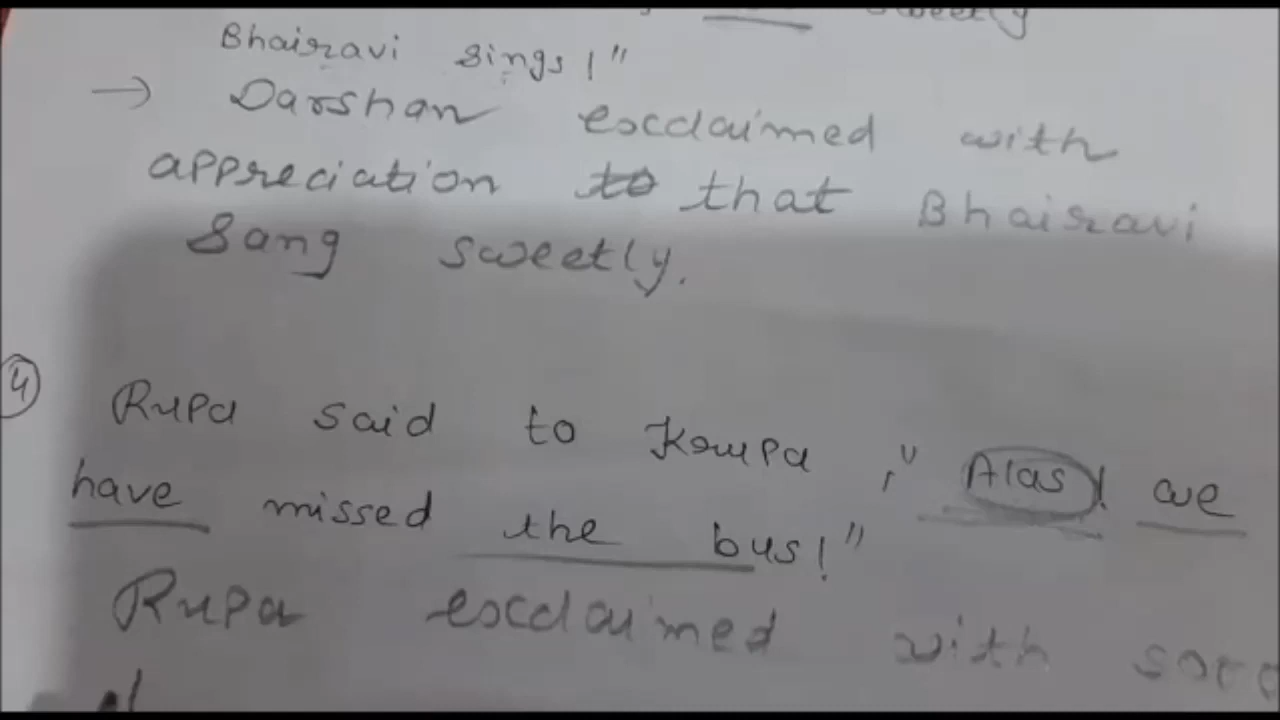 sweetly
Bhairavi sings!"
→ Darshan exclaimed with
appreciation to that Bhairavi
Sang sweetly.
4 Rupa said to Krupa ," Alas! we
have missed the bus!"
Rupa exclaimed with